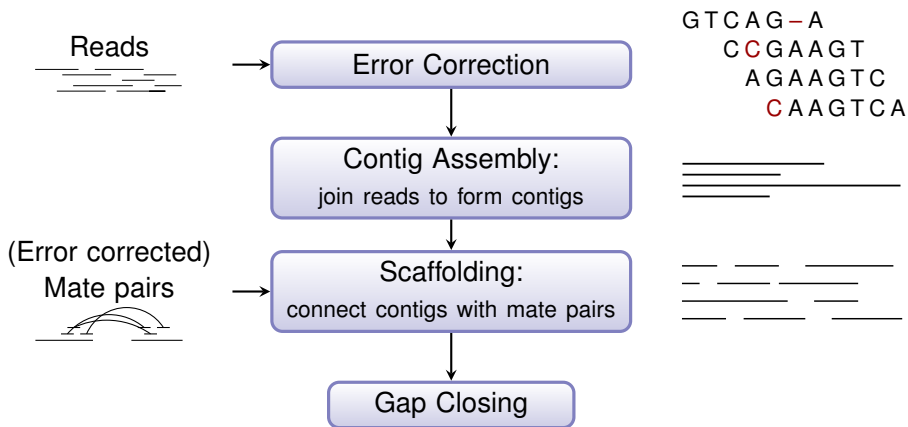 Reads
Error Correction
GTCAG–A
CCGAAGT
AGAAGTC
CAAGTCA
Contig Assembly:
join reads to form contigs
(Error corrected)
Mate pairs
Scaffolding:
connect contigs with mate pairs
Gap Closing